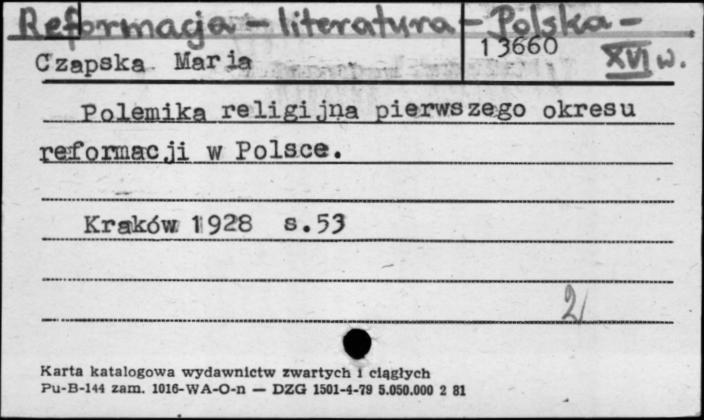 Reformacja - literatura - Polska -
13660
XVI w.
Czapska Maria
Polemika religijna pierwszego okresu
reformacji w Polsce.
Kraków 1928 s.53
2
Karta katalogowa wydawnictw zwartych i ciągłych
Pu-B-144 zam. 1016-WA-O-n — DZG 1501-4-79 5.050.000 2 81